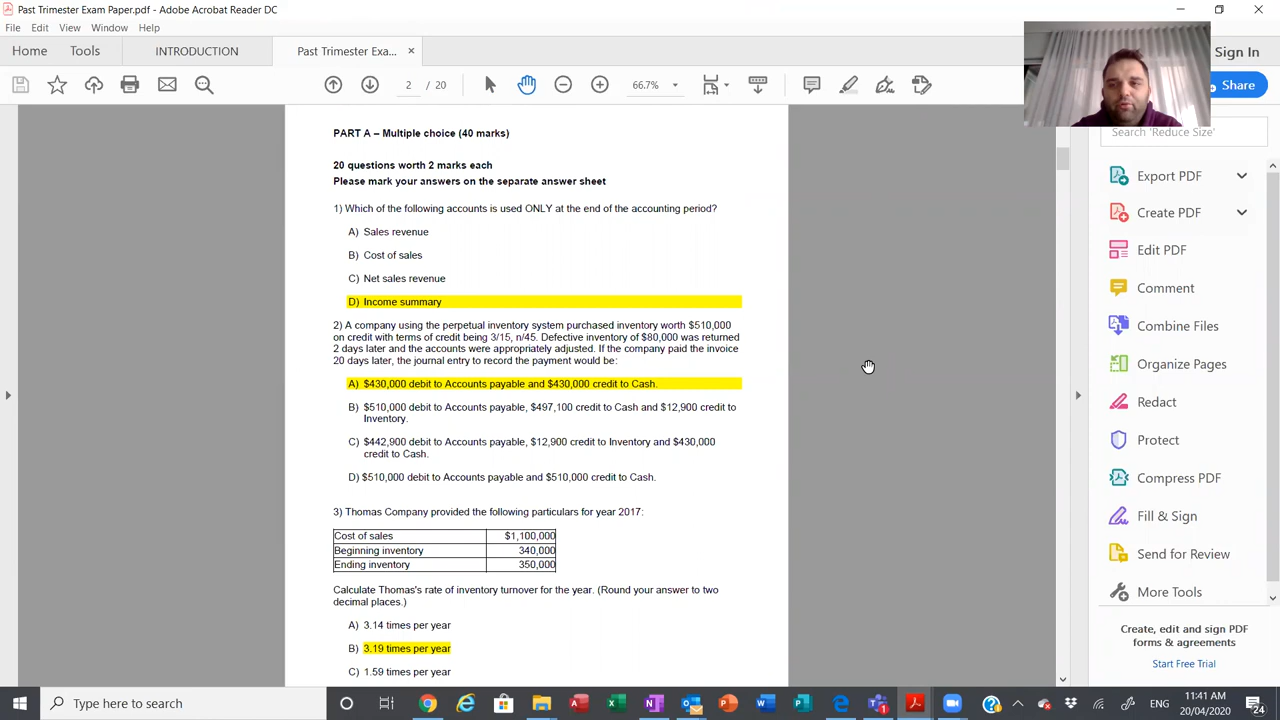 Past Trimester Exam Paper.pdf - Adobe Acrobat Reader DC
File Edit View Window Help
Home Tools INTRODUCTION Past Trimester Exa... × Sign In
2 / 20 66.7% Share
Search 'Reduce Size'
Export PDF
Create PDF
Edit PDF
Comment
Combine Files
Organize Pages
Redact
Protect
Compress PDF
Fill & Sign
Send for Review
More Tools
Create, edit and sign PDF
forms & agreements
Start Free Trial
PART A – Multiple choice (40 marks)
20 questions worth 2 marks each
Please mark your answers on the separate answer sheet
1) Which of the following accounts is used ONLY at the end of the accounting period?
A) Sales revenue
B) Cost of sales
C) Net sales revenue
D) Income summary
2) A company using the perpetual inventory system purchased inventory worth $510,000
on credit with terms of credit being 3/15, n/45. Defective inventory of $80,000 was returned
2 days later and the accounts were appropriately adjusted. If the company paid the invoice
20 days later, the journal entry to record the payment would be:
A) $430,000 debit to Accounts payable and $430,000 credit to Cash.
B) $510,000 debit to Accounts payable, $497,100 credit to Cash and $12,900 credit to
Inventory.
C) $442,900 debit to Accounts payable, $12,900 credit to Inventory and $430,000
credit to Cash.
D) $510,000 debit to Accounts payable and $510,000 credit to Cash.
3) Thomas Company provided the following particulars for year 2017:
Cost of sales $1,100,000
Beginning inventory 340,000
Ending inventory 350,000
Calculate Thomas's rate of inventory turnover for the year. (Round your answer to two
decimal places.)
A) 3.14 times per year
B) 3.19 times per year
C) 1.59 times per year
Type here to search
ENG
11:41 AM
20/04/2020
24